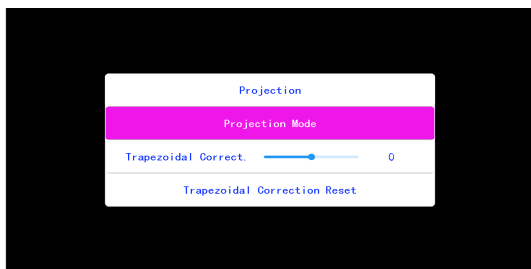 Projection
Projection Mode
Trapezoidal Correct. 0
Trapezoidal Correction Reset